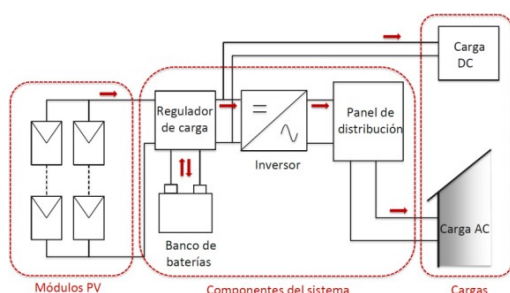 Carga
DC
Regulador
de carga
Panel de
distribución
Inversor
Banco de
baterías
Carga AC
Módulos PV
Componentes del sistema
Cargas